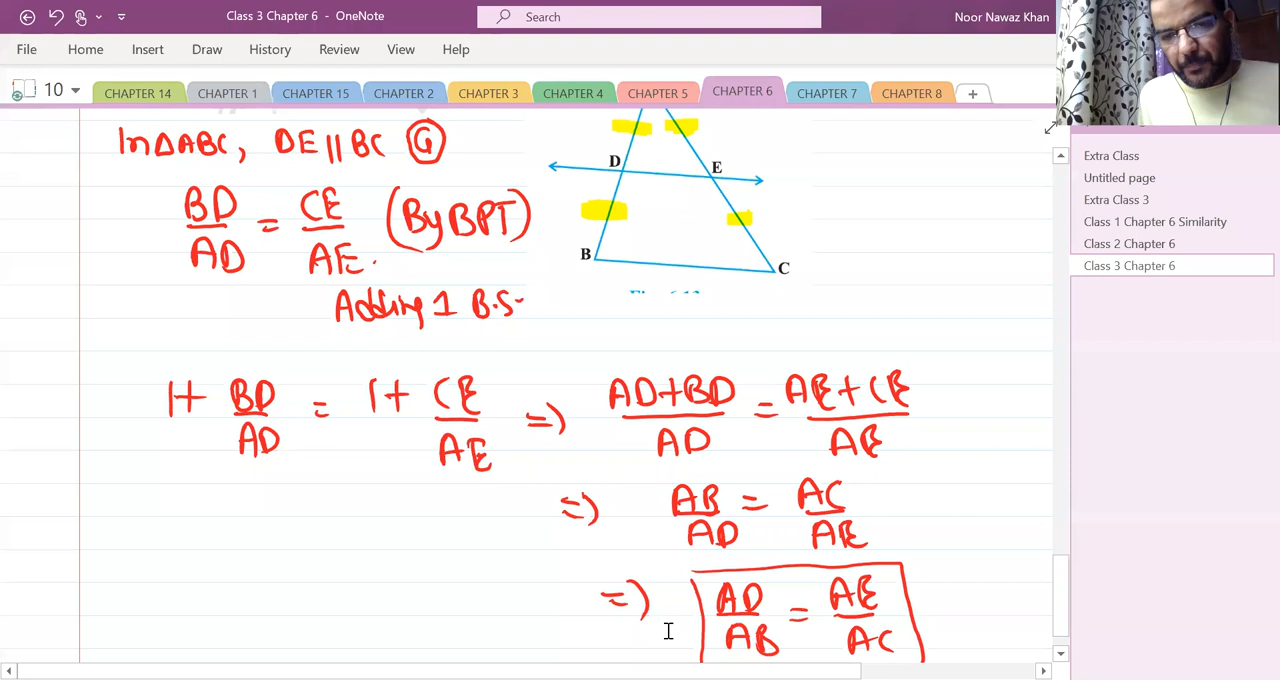 Class 3 Chapter 6 - OneNote
Search
Noor Nawaz Khan
File Home Insert Draw History Review View Help
10 CHAPTER 14 CHAPTER 1 CHAPTER 15 CHAPTER 2 CHAPTER 3 CHAPTER 4 CHAPTER 5 CHAPTER 6 CHAPTER 7 CHAPTER 8 +
Extra Class
Untitled page
Extra Class 3
Class 1 Chapter 6 Similarity
Class 2 Chapter 6
Class 3 Chapter 6
In ΔABC, DE || BC G
BD/AD = CE/AE. (By BPT)
Adding 1 B.S.
D E
B C
1 + BD/AD = 1 + CE/AE => AD+BD/AD = AE+CE/AE
=> AB/AD = AC/AE
=> AD/AB = AE/AC